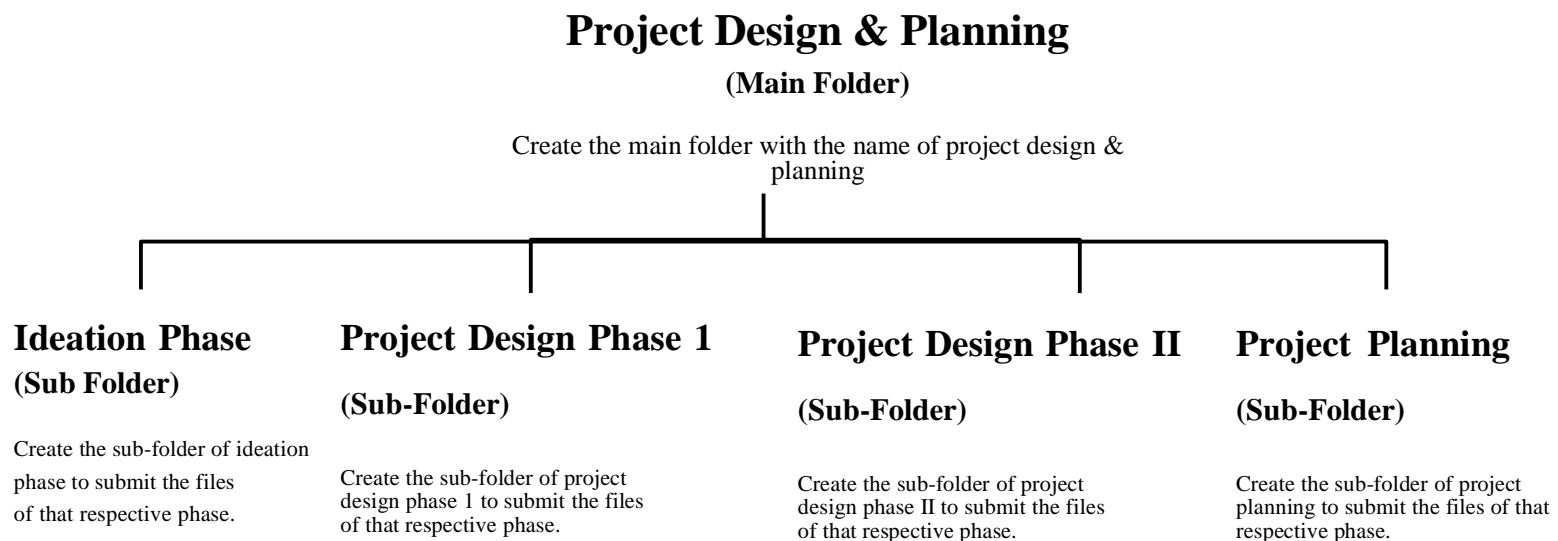 Project Design & Planning
(Main Folder)
Create the main folder with the name of project design &
planning
Ideation Phase
(Sub Folder)
Create the sub-folder of ideation
phase to submit the files
of that respective phase.
Project Design Phase 1
(Sub-Folder)
Create the sub-folder of project
design phase 1 to submit the files
of that respective phase.
Project Design Phase II
(Sub-Folder)
Create the sub-folder of project
design phase II to submit the files
of that respective phase.
Project Planning
(Sub-Folder)
Create the sub-folder of project
planning to submit the files of that
respective phase.